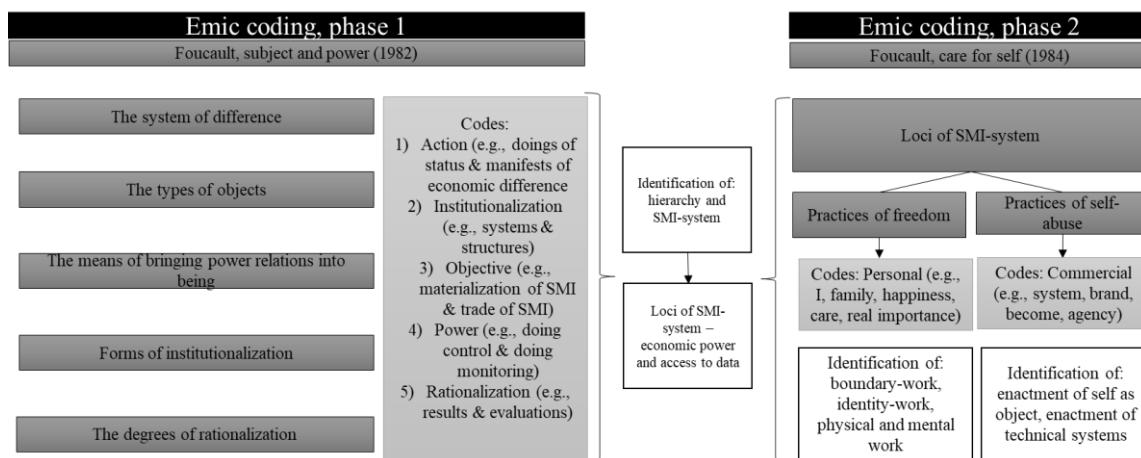 Emic coding, phase 1
Foucault, subject and power (1982)
The system of difference
The types of objects
The means of bringing power relations into
being
Forms of institutionalization
The degrees of rationalization
Codes:
1) Action (e.g., doings of
status & manifests of
economic difference
2) Institutionalization
(e.g., systems &
structures)
3) Objective (e.g.,
materialization of SMI
& trade of SMI)
4) Power (e.g., doing
control & doing
monitoring)
5) Rationalization (e.g.,
results & evaluations)
Identification of:
hierarchy and
SMI-system
Loci of SMI-
system –
economic power
and access to data
Emic coding, phase 2
Foucault, care for self (1984)
Loci of SMI-system
Practices of freedom
Practices of self-
abuse
Codes: Personal (e.g.,
I, family, happiness,
care, real importance)
Codes: Commercial
(e.g., system, brand,
become, agency)
Identification of:
boundary-work,
identity-work,
physical and mental
work
Identification of:
enactment of self as
object, enactment of
technical systems